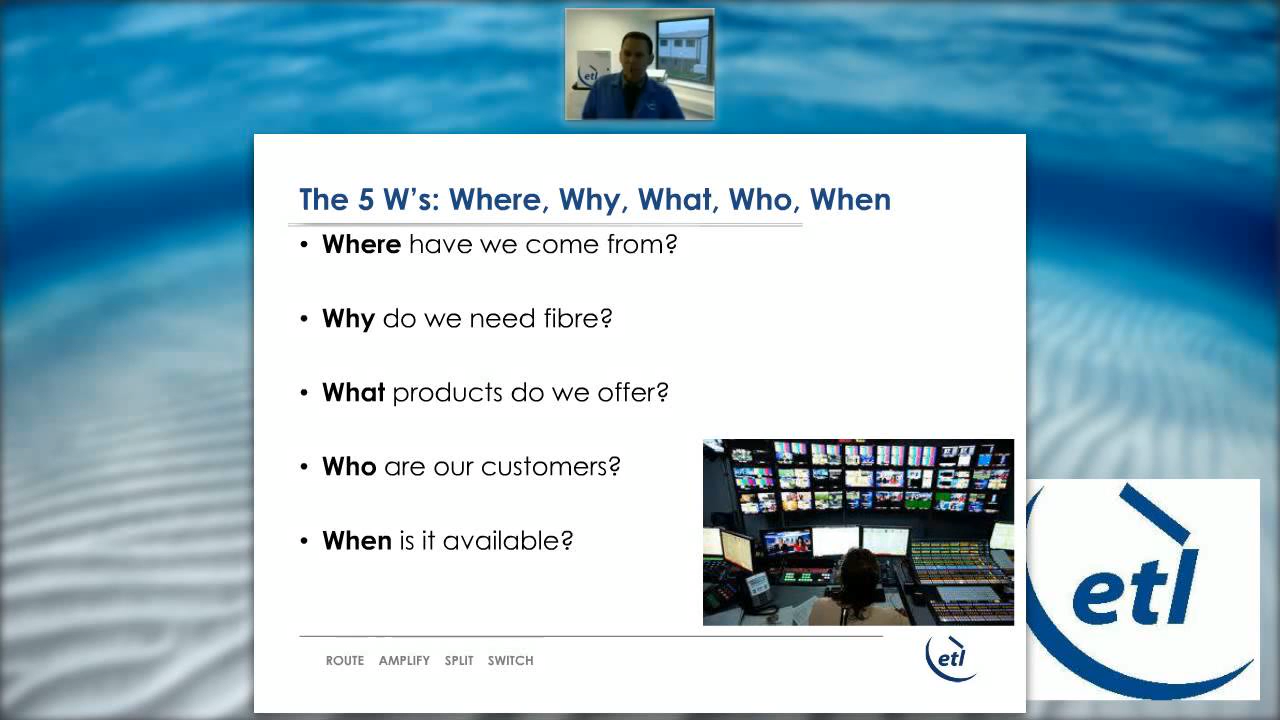 etl
The 5 W’s: Where, Why, What, Who, When
• Where have we come from?
• Why do we need fibre?
• What products do we offer?
• Who are our customers?
• When is it available?
ROUTE AMPLIFY SPLIT SWITCH
etl
etl